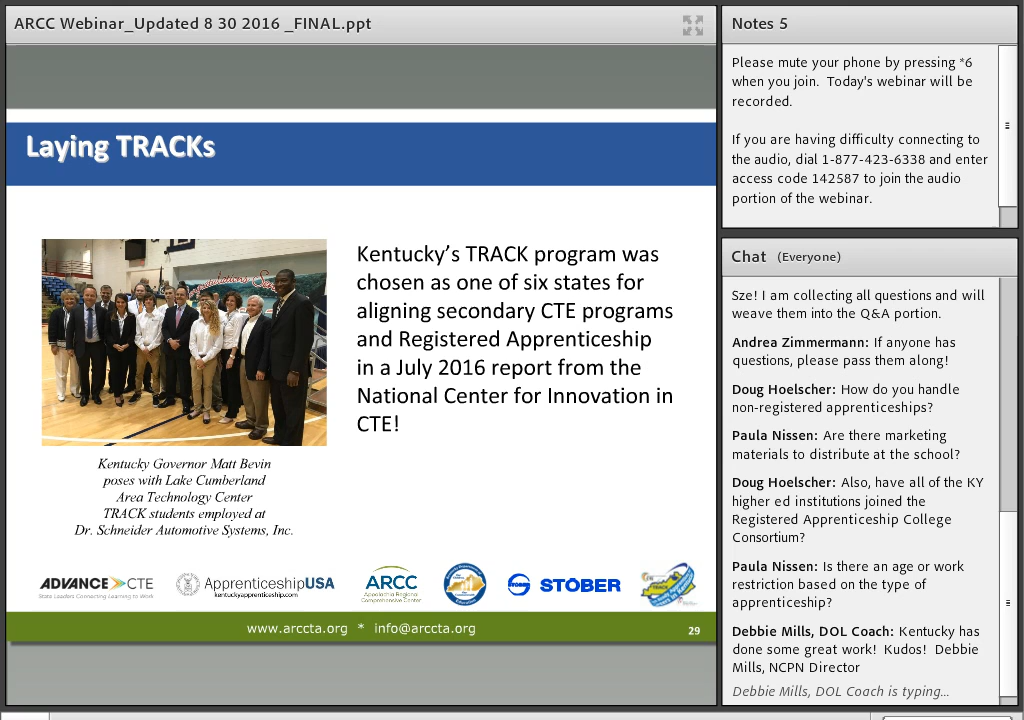 ARCC Webinar_Updated 8 30 2016 _FINAL.ppt
Laying TRACKs
Kentucky's TRACK program was
chosen as one of six states for
aligning secondary CTE programs
and Registered Apprenticeship
in a July 2016 report from the
National Center for Innovation in
CTE!
Kentucky Governor Matt Bevin
poses with Lake Cumberland
Area Technology Center
TRACK students employed at
Dr. Schneider Automotive Systems, Inc.
ADVANCE CTE
State Leaders Connecting Learning to Work
ApprenticeshipUSA
kentuckyapprenticeship.com
ARCC
Appalachia Regional
Comprehensive Center
STOBER
STÖBER
www.arccta.org * info@arccta.org
29
Notes 5
Please mute your phone by pressing *6
when you join. Today's webinar will be
recorded.
If you are having difficulty connecting to
the audio, dial 1-877-423-6338 and enter
access code 142587 to join the audio
portion of the webinar.
Chat (Everyone)
Sze! I am collecting all questions and will
weave them into the Q&A portion.
Andrea Zimmermann: If anyone has
questions, please pass them along!
Doug Hoelscher: How do you handle
non-registered apprenticeships?
Paula Nissen: Are there marketing
materials to distribute at the school?
Doug Hoelscher: Also, have all of the KY
higher ed institutions joined the
Registered Apprenticeship College
Consortium?
Paula Nissen: Is there an age or work
restriction based on the type of
apprenticeship?
Debbie Mills, DOL Coach: Kentucky has
done some great work! Kudos! Debbie
Mills, NCPN Director
Debbie Mills, DOL Coach is typing...